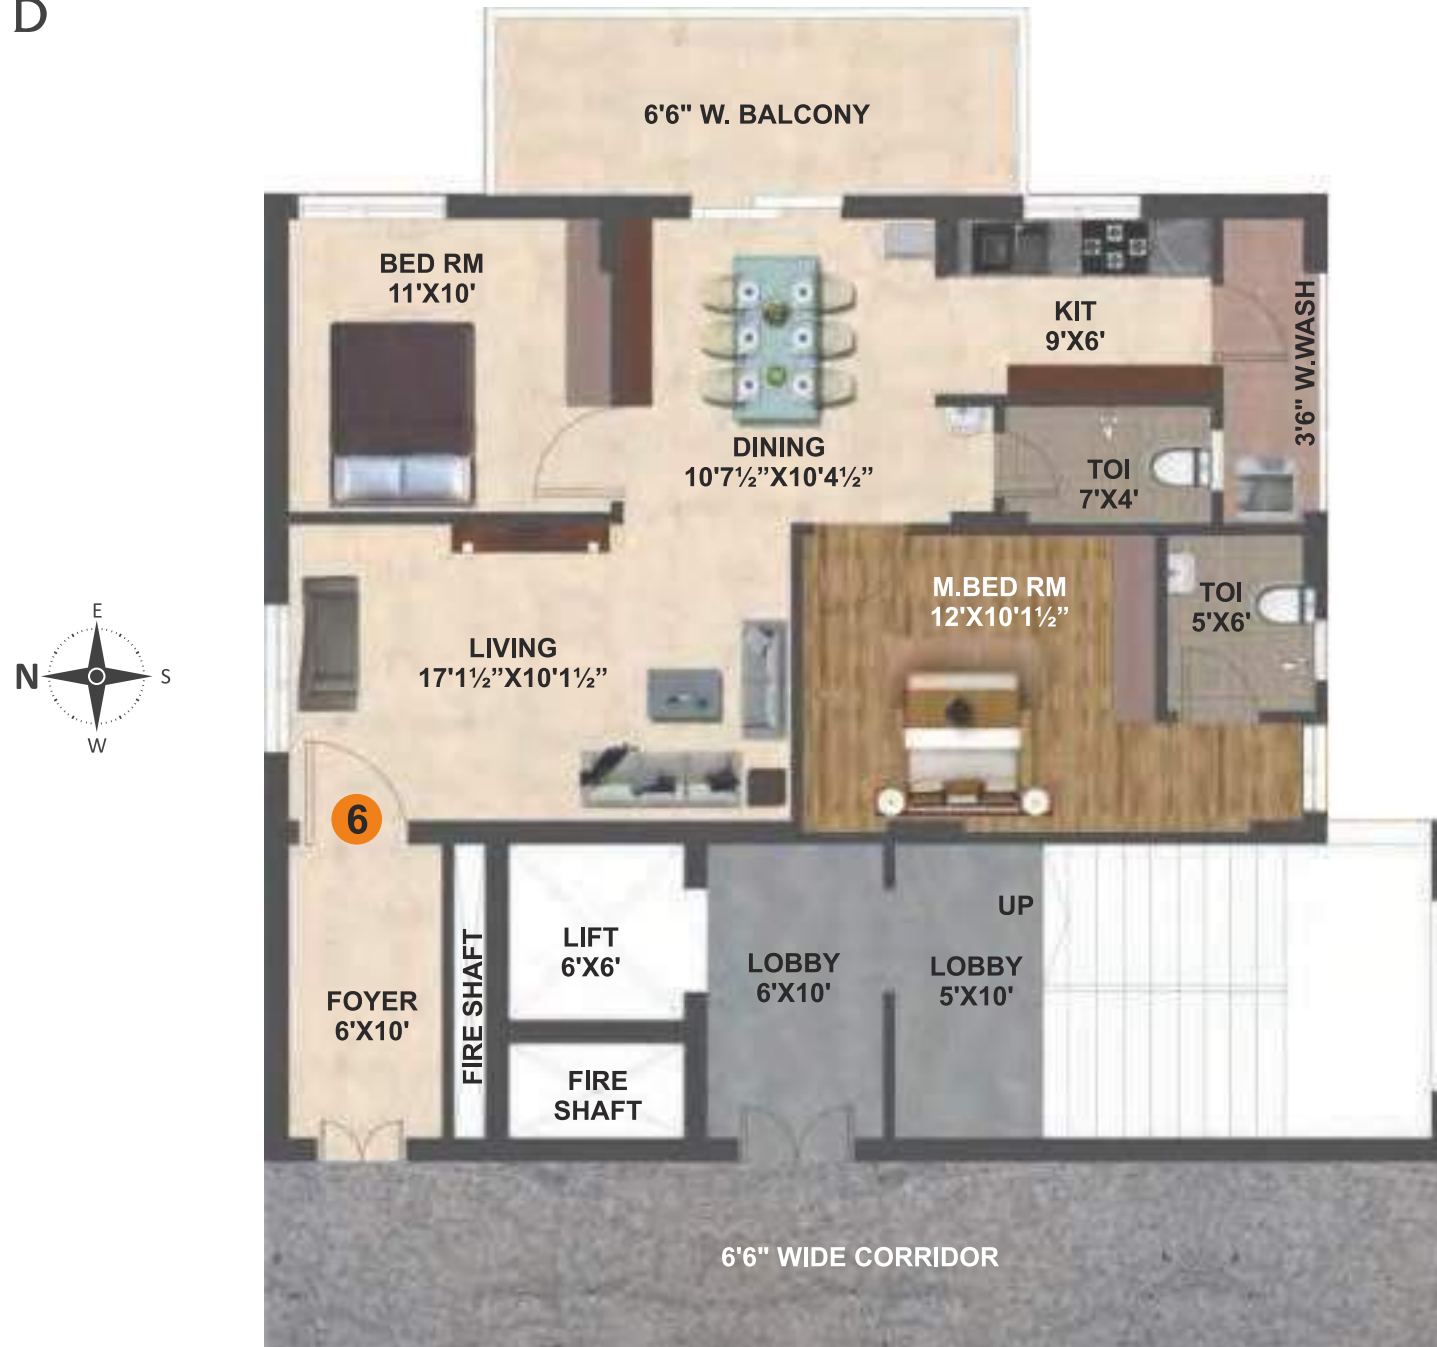 D
6'6" W. BALCONY
BED RM
11'X10'
KIT
9'X6'
3'6" W.WASH
DINING
10'7½”X10'4½”
TOI
7'X4'
M.BED RM
12'X10'1½”
TOI
5'X6'
LIVING
17'1½”X10'1½”
E
N
S
W
6
UP
LIFT
6'X6'
LOBBY
6'X10'
LOBBY
5'X10'
FOYER
6'X10'
FIRE SHAFT
FIRE
SHAFT
6'6" WIDE CORRIDOR